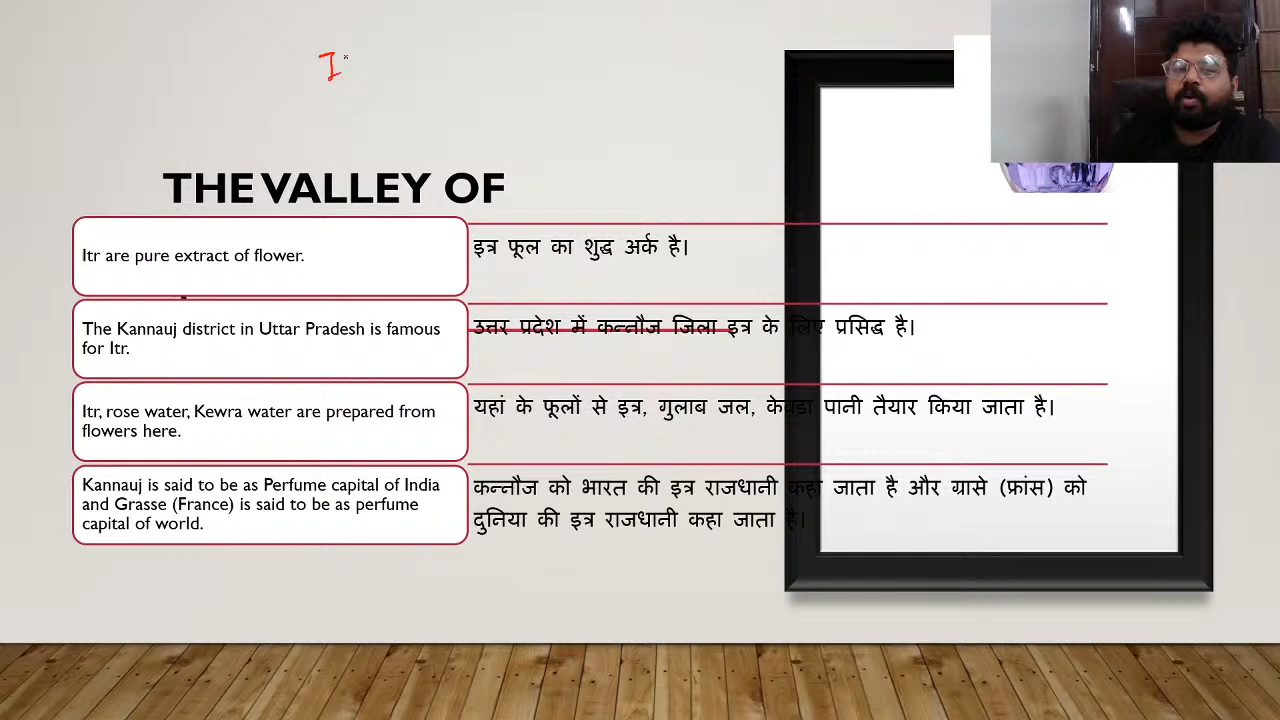 I
THE VALLEY OF
Itr are pure extract of flower.
इत्र फूल का शुद्ध अर्क है।
The Kannauj district in Uttar Pradesh is famous
for Itr.
उत्तर प्रदेश में कन्नौज जिला इत्र के लिए प्रसिद्ध है।
Itr, rose water, Kewra water are prepared from
flowers here.
यहां के फूलों से इत्र, गुलाब जल, केवड़ा पानी तैयार किया जाता है।
Kannauj is said to be as Perfume capital of India
and Grasse (France) is said to be as perfume
capital of world.
कन्नौज को भारत की इत्र राजधानी कहा जाता है और ग्रासे (फ्रांस) को
दुनिया की इत्र राजधानी कहा जाता है।